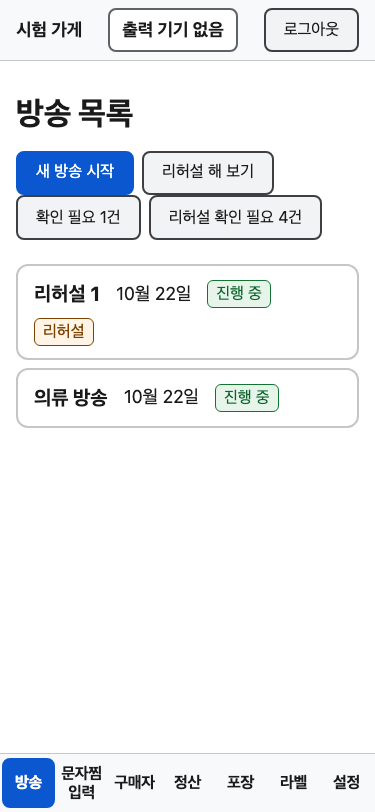 시험 가게 출력 기기 없음 로그아웃
방송 목록
새 방송 시작 리허설 해 보기
확인 필요 1건 리허설 확인 필요 4건
리허설 1 10월 22일 진행 중
리허설
의류 방송 10월 22일 진행 중
방송 문자찜 입력 구매자 정산 포장 라벨 설정